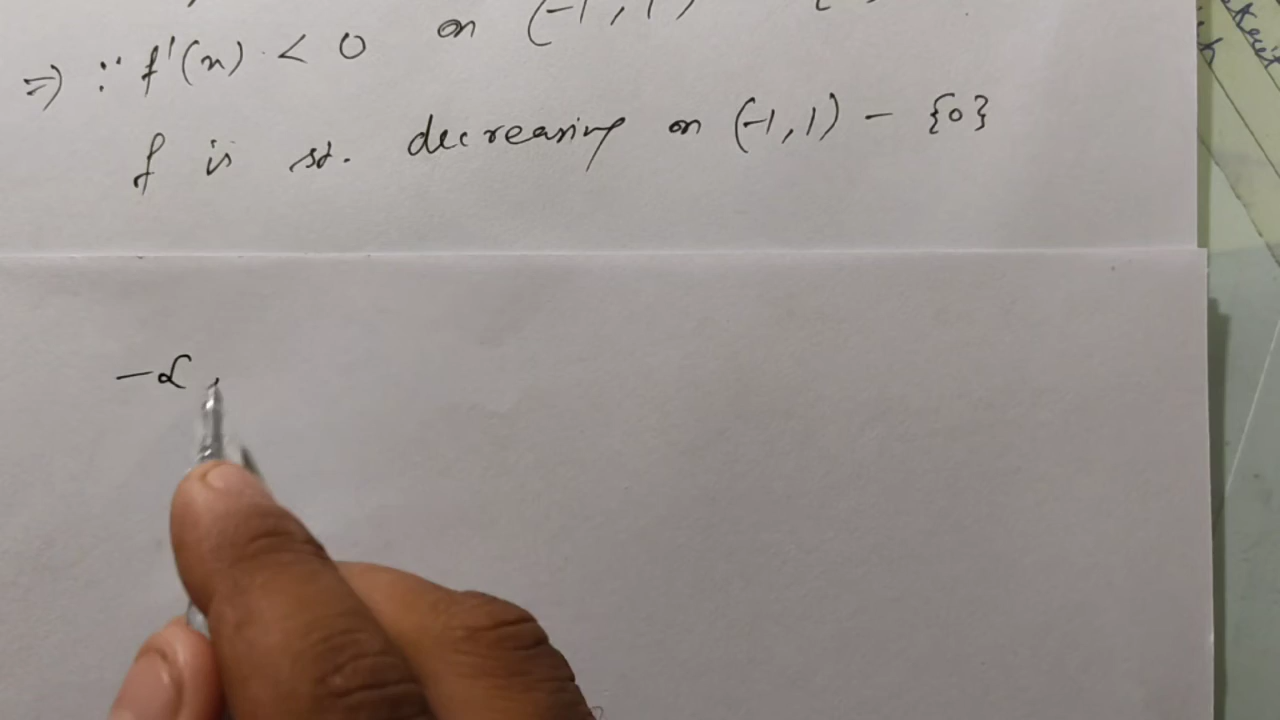 =) ∵ f'(x) < 0 on (-1, 1)
f is st. decreasing on (-1, 1) - {0}
-∞,